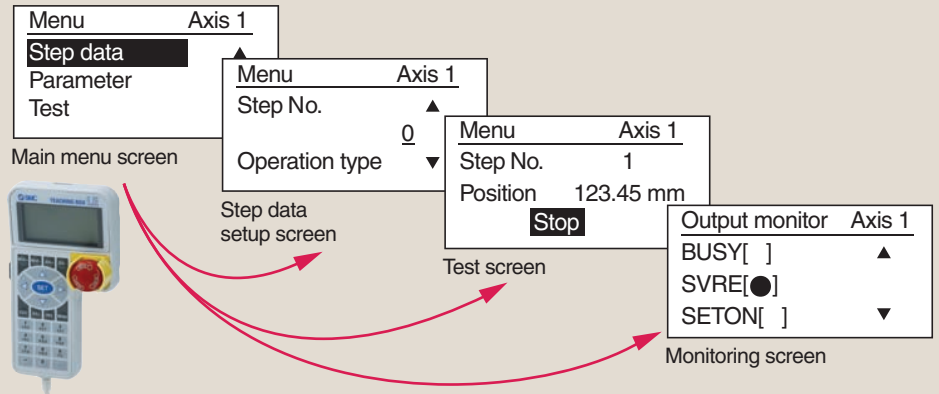 Menu Axis 1
Step data ▲
Parameter
Test
Main menu screen
Menu Axis 1
Step No. ▲
0
Operation type ▼
Step data
setup screen
Menu Axis 1
Step No. 1
Position 123.45 mm
Stop
Test screen
Output monitor Axis 1
BUSY[ ] ▲
SVRE[●]
SETON[ ] ▼
Monitoring screen
SMC TEACHING BOX
SET